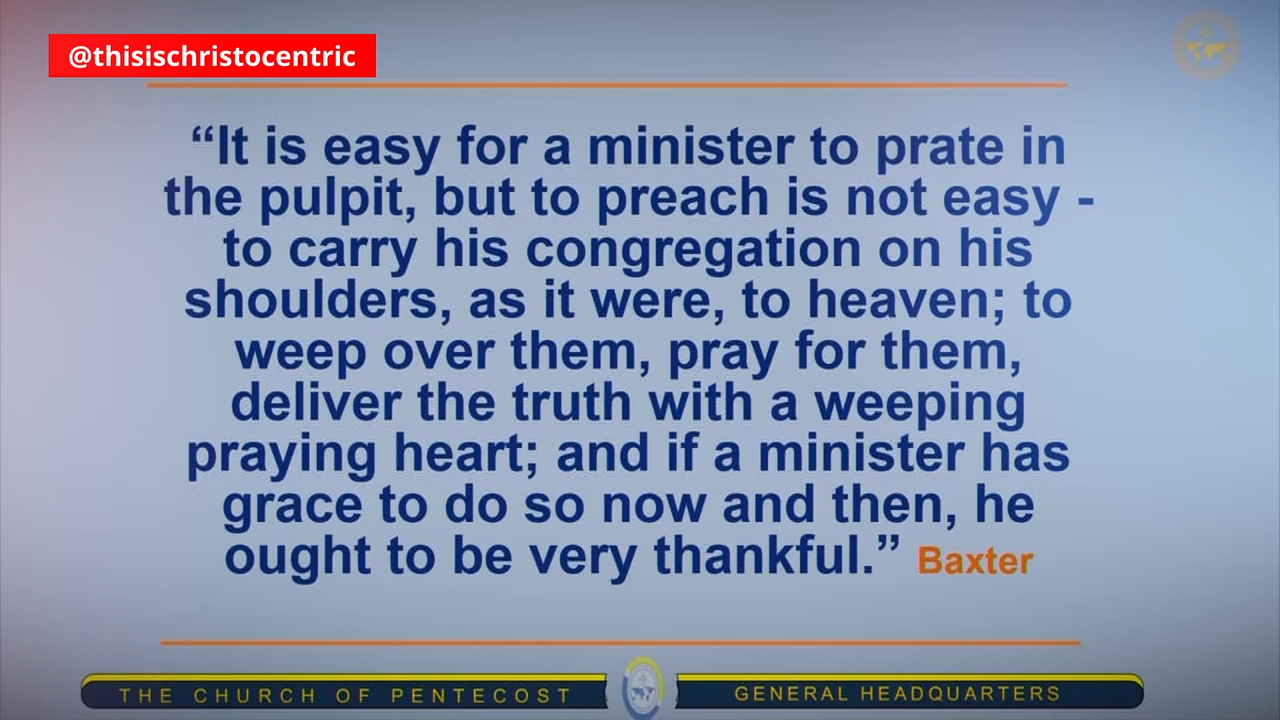 @thisischristocentric
“It is easy for a minister to prate in
the pulpit, but to preach is not easy -
to carry his congregation on his
shoulders, as it were, to heaven; to
weep over them, pray for them,
deliver the truth with a weeping
praying heart; and if a minister has
grace to do so now and then, he
ought to be very thankful.” Baxter
THE CHURCH OF PENTECOST
GENERAL HEADQUARTERS